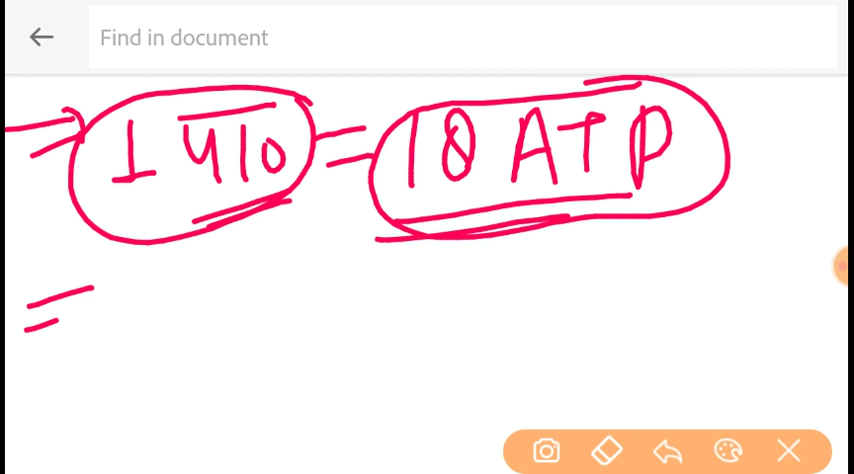 Find in document
= 1 = 18 ATP
=